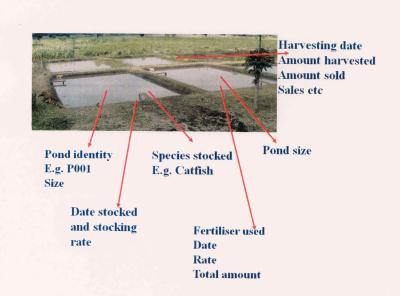 Harvesting date
Amount harvested
Amount sold
Sales etc
Pond identity
E.g. P001
Size
Species stocked
E.g. Catfish
Pond size
Date stocked
and stocking
rate
Fertiliser used
Date
Rate
Total amount